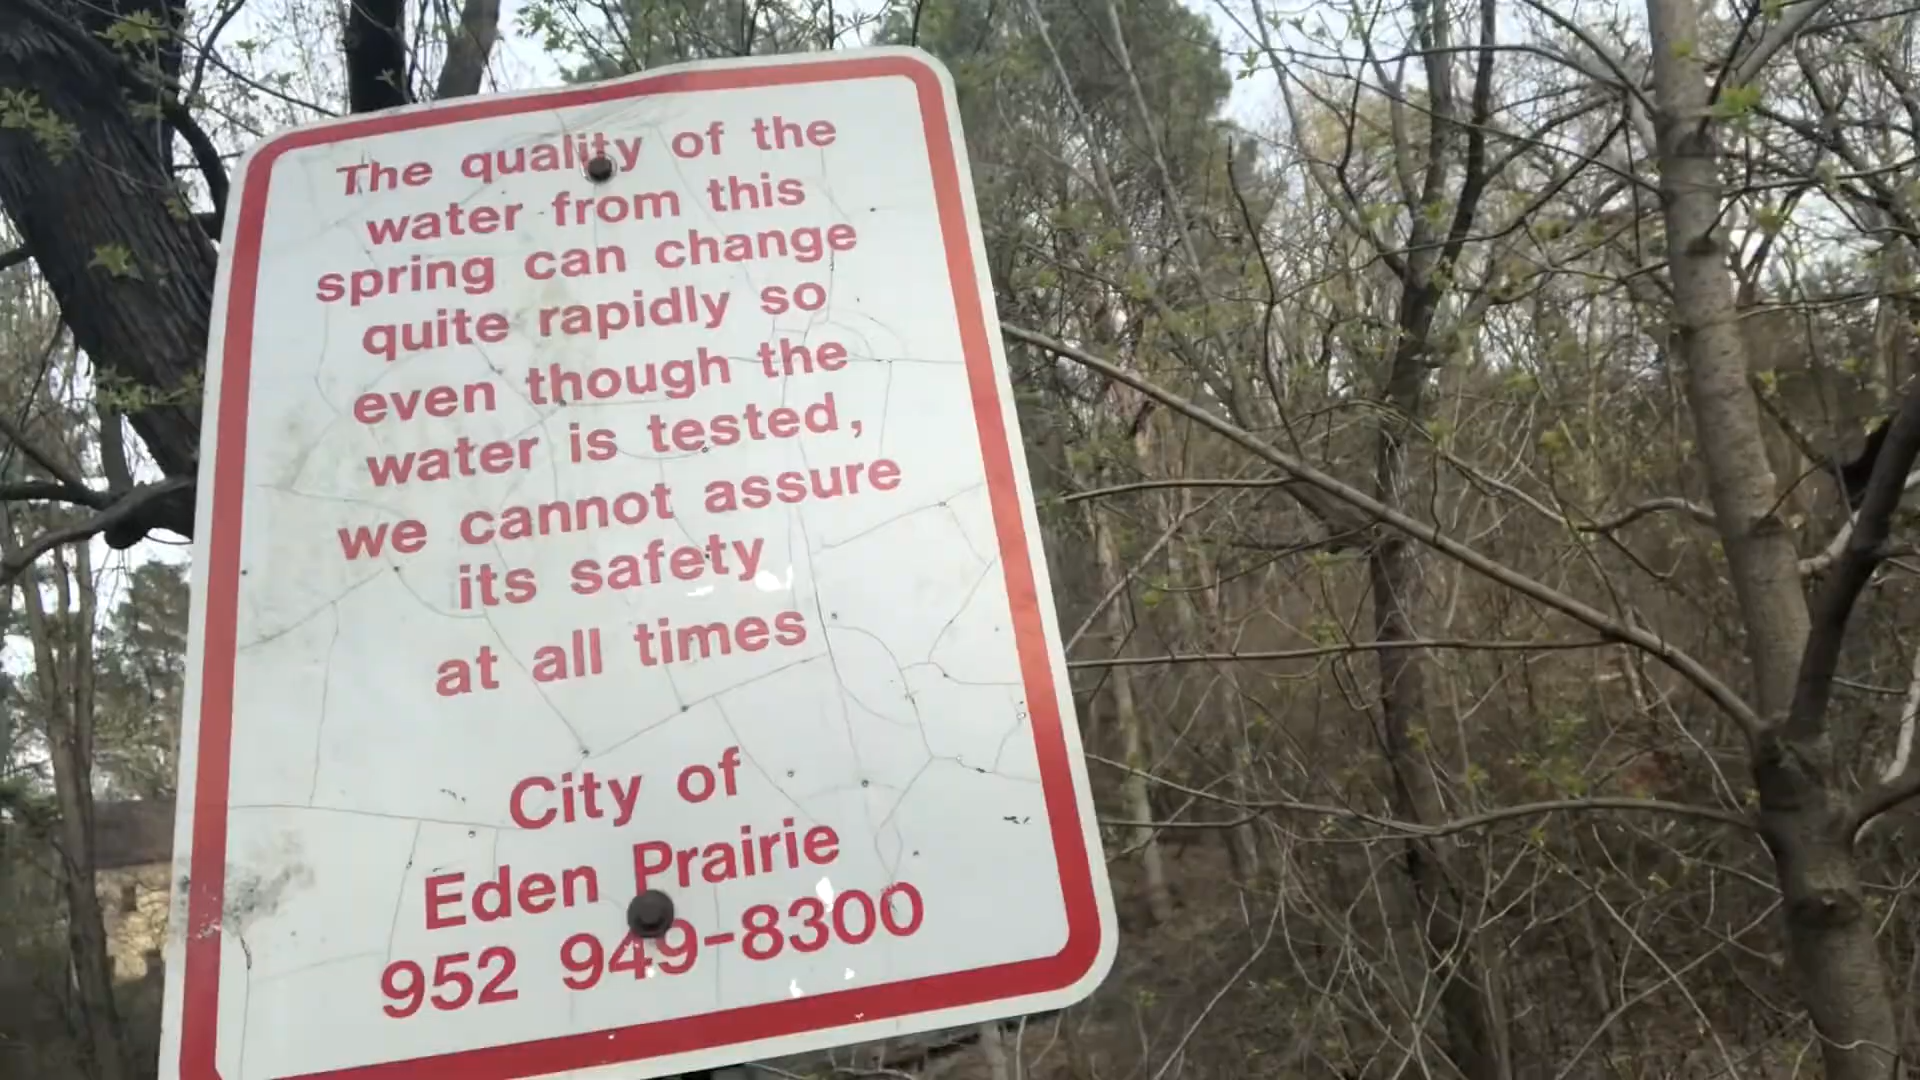 The quality of the
water from this
spring can change
quite rapidly so
even though the
water is tested,
we cannot assure
its safety
at all times
City of
Eden Prairie
952 949-8300